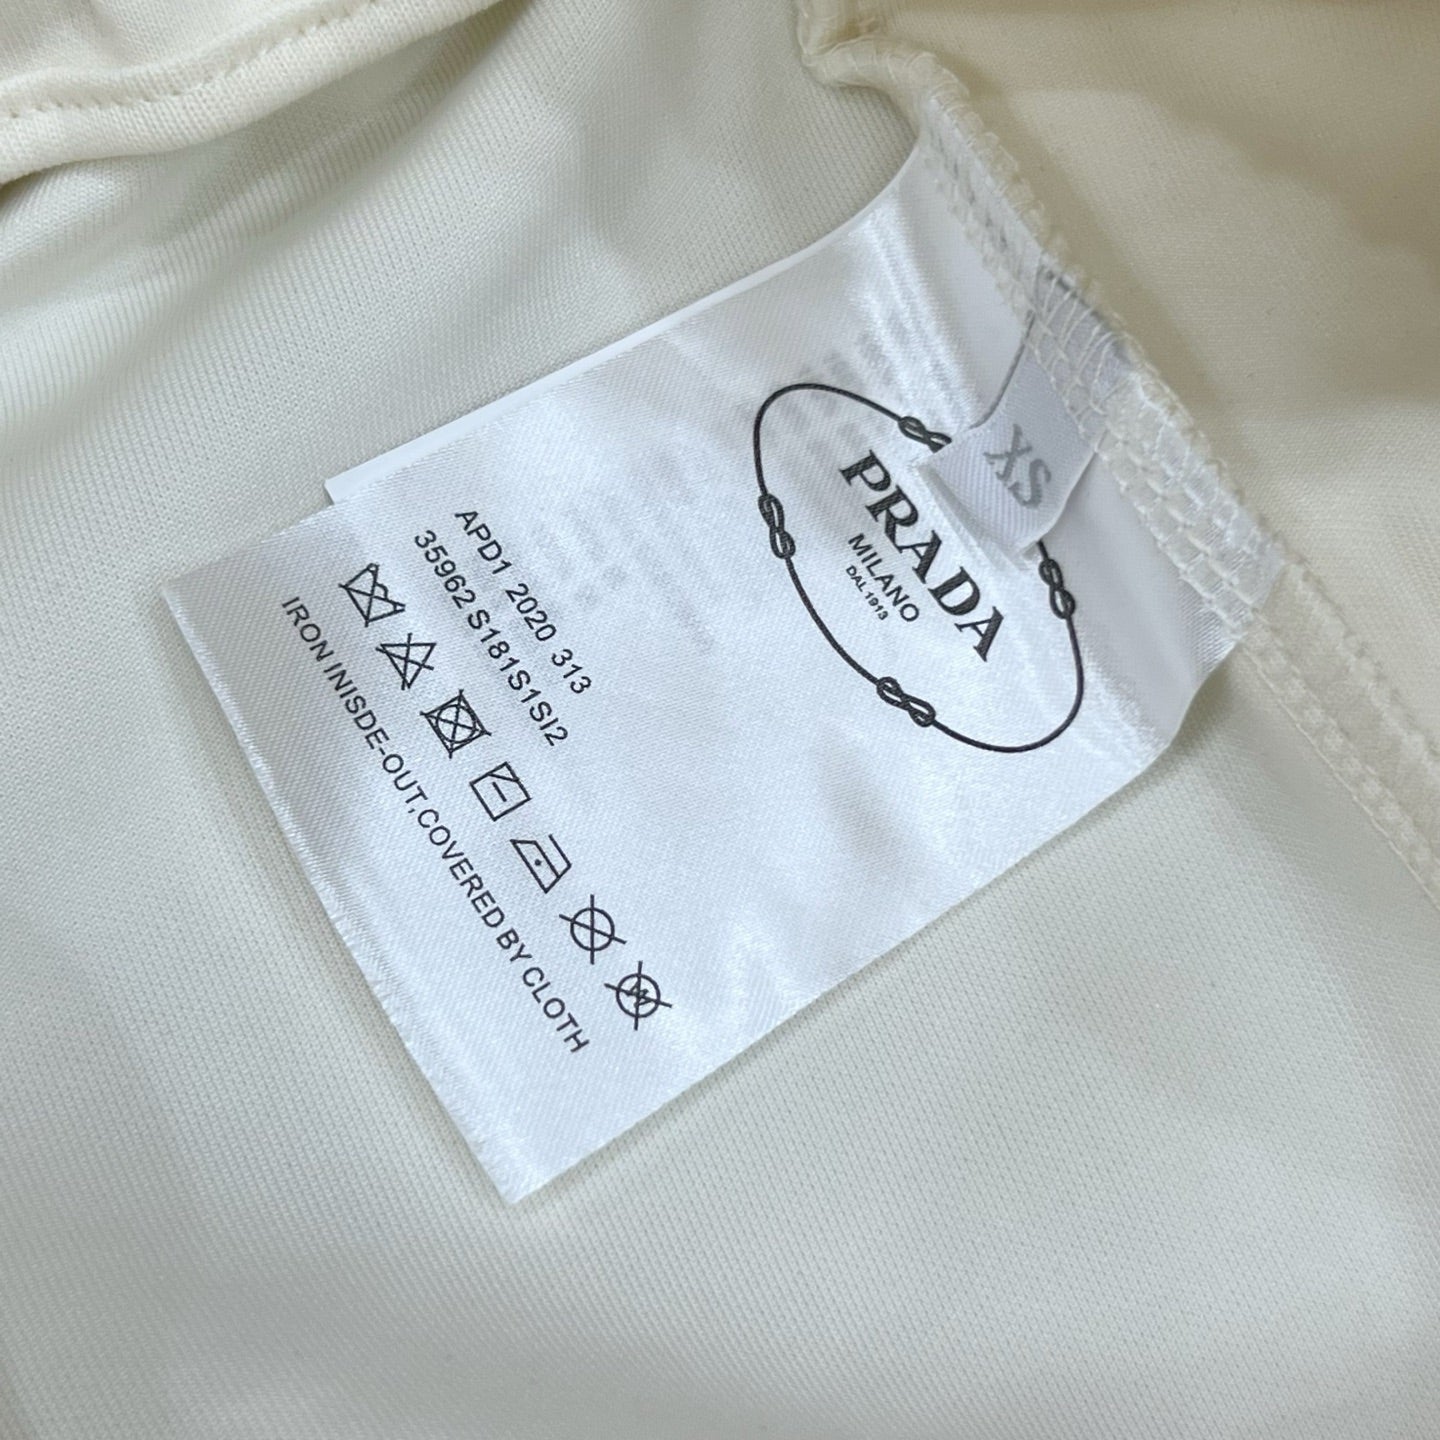 XS
PRADA
MILANO
DAL 1913
APD1 2020 313
35962 S181S1SI2
IRON INISDE-OUT,COVERED BY CLOTH